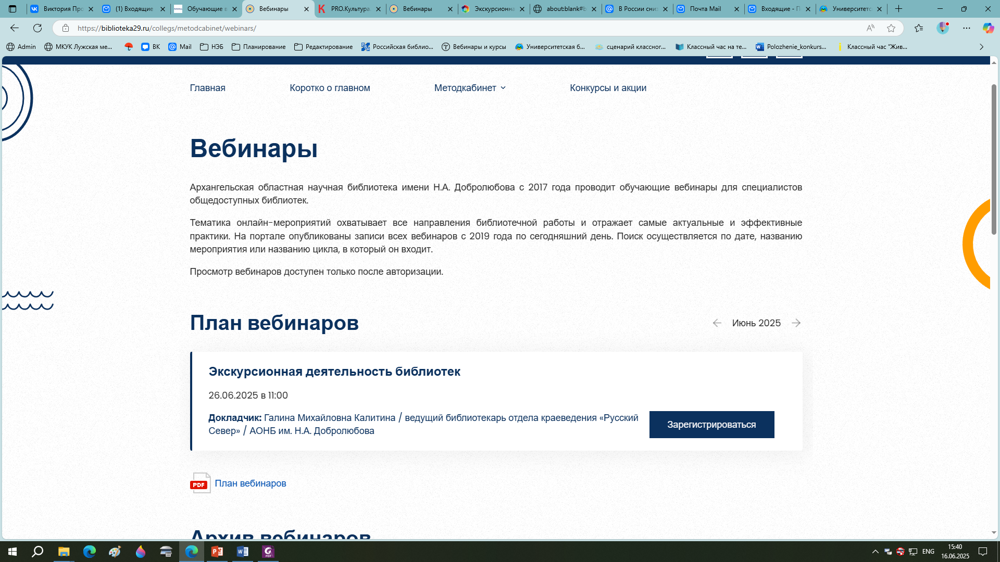 Виктория Про
(1) Входящие
Обучающие в
Вебинары
PRO.Культура.
Вебинары
Экскурсионна
about:blank#b
В России сни
Почта Mail
Входящие - П
Университетс
https://biblioteka29.ru/collegs/metodcabinet/webinars/
Admin
МКУК Лужская ме...
ВК
Mail
НЭБ
Планирование
Редактирование
Российская библио...
Вебинары и курсы
Университетская б...
сценарий классног...
Классный час на те...
Polozhenie_konkurs...
Классный час "Жив...
Главная
Коротко о главном
Методкабинет
Конкурсы и акции
Вебинары
Архангельская областная научная библиотека имени Н.А. Добролюбова с 2017 года проводит обучающие вебинары для специалистов
общедоступных библиотек.
Тематика онлайн-мероприятий охватывает все направления библиотечной работы и отражает самые актуальные и эффективные
практики. На портале опубликованы записи всех вебинаров с 2019 года по сегодняшний день. Поиск осуществляется по дате, названию
мероприятия или названию цикла, в который он входит.
Просмотр вебинаров доступен только после авторизации.
План вебинаров
Июнь 2025
Экскурсионная деятельность библиотек
26.06.2025 в 11:00
Докладчик: Галина Михайловна Калитина / ведущий библиотекарь отдела краеведения «Русский
Север» / АОНБ им. Н.А. Добролюбова
Зарегистрироваться
PDF
План вебинаров
Архив вебинаров
ENG
15:40
16.06.2025